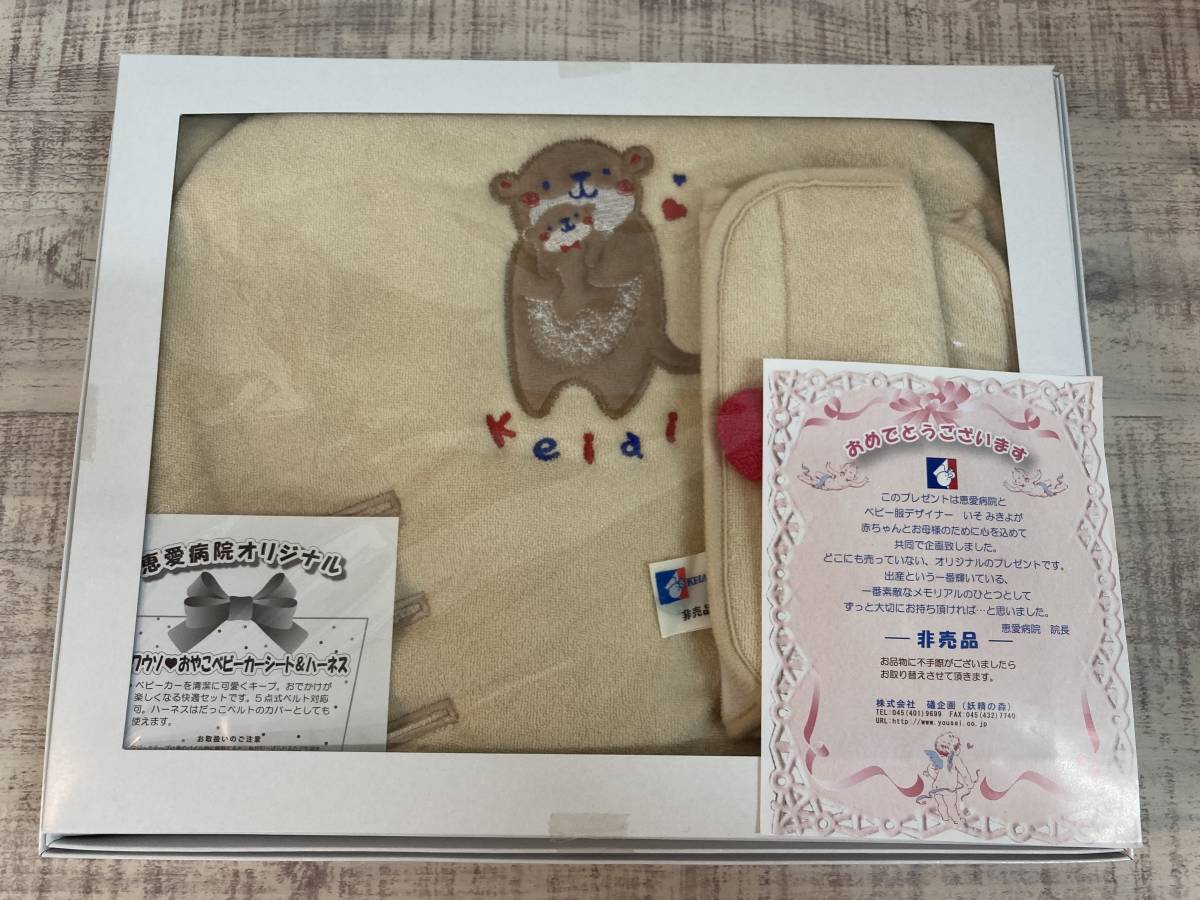 Keiai
KEIA
非売品
恵愛病院オリジナル
ワウソ♥おやこベビーカーシート&ハーネス
ベビーカーを清潔に可愛くキープ。おでかけが
楽しくなる快適セットです。5点式ベルト対応
可。ハーネスはだっこベルトのカバーとしても
使えます。
お取扱いのご注意
おめでとうございます
このプレゼントは恵愛病院と
ベビー服デザイナー いそ みきよが
赤ちゃんとお母様のために心を込めて
共同で企画致しました。
どこにも売っていない、オリジナルのプレゼントです。
出産という一番輝いている、
一番素敵なメモリアルのひとつとして
ずっと大切にお持ち頂ければ…と思いました。
恵愛病院 院長
― 非売品 ―
お品物に不手際がございましたら
お取り替えさせて頂きます。
株式会社 礒企画(妖精の森)
TEL:045(401)9699 FAX:045(432)7740
URL:http://www.yousei.co.jp